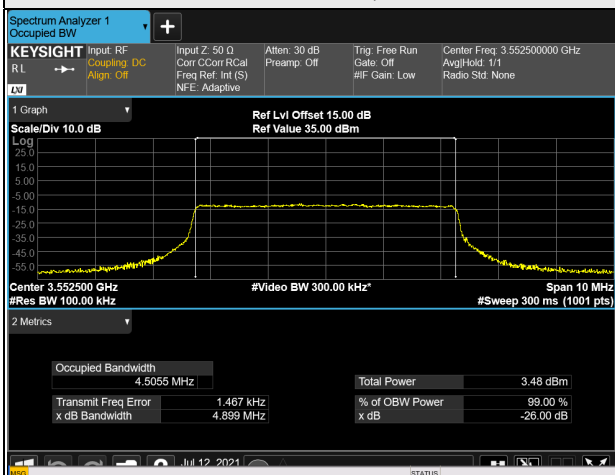 Spectrum Analyzer 1
Occupied BW
+
KEYSIGHT Input: RF Input Z: 50 Ω Atten: 30 dB Trig: Free Run Center Freq: 3.552500000 GHz
R L Coupling: DC Corr CCorr RCal Preamp: Off Gate: Off Avg|Hold: 1/1
Align: Off Freq Ref: Int (S) #IF Gain: Low Radio Std: None
LXI NFE: Adaptive
1 Graph Ref Lvl Offset 15.00 dB
Scale/Div 10.0 dB Ref Value 35.00 dBm
Log
25.0
15.0
5.00
-5.00
-15.0
-25.0
-35.0
-45.0
-55.0
Center 3.552500 GHz #Video BW 300.00 kHz* Span 10 MHz
#Res BW 100.00 kHz #Sweep 300 ms (1001 pts)
2 Metrics
Occupied Bandwidth
4.5055 MHz Total Power 3.48 dBm
Transmit Freq Error 1.467 kHz % of OBW Power 99.00 %
x dB Bandwidth 4.899 MHz x dB -26.00 dB
Jul 12, 2021
MSG STATUS